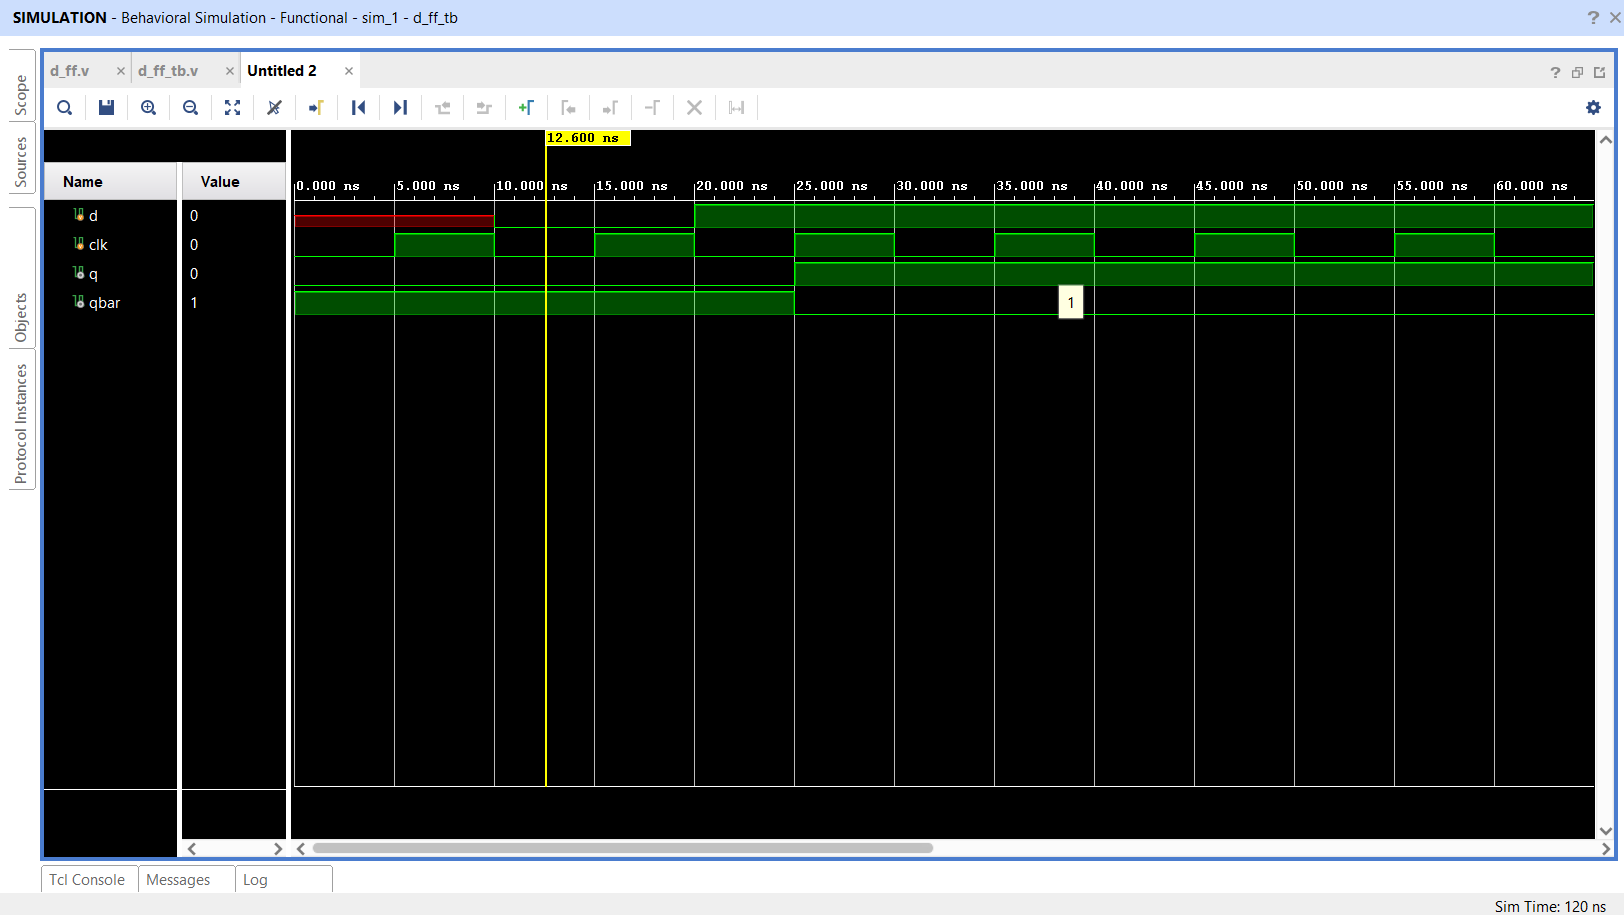 SIMULATION - Behavioral Simulation - Functional - sim_1 - d_ff_tb
Scope
Sources
Objects
Protocol Instances
d_ff.v
d_ff_tb.v
Untitled 2
12.600 ns
Name Value
0.000 ns 5.000 ns 10.000 ns 15.000 ns 20.000 ns 25.000 ns 30.000 ns 35.000 ns 40.000 ns 45.000 ns 50.000 ns 55.000 ns 60.000 ns
d 0
clk 0
q 0
qbar 1
1
Tcl Console Messages Log
Sim Time: 120 ns